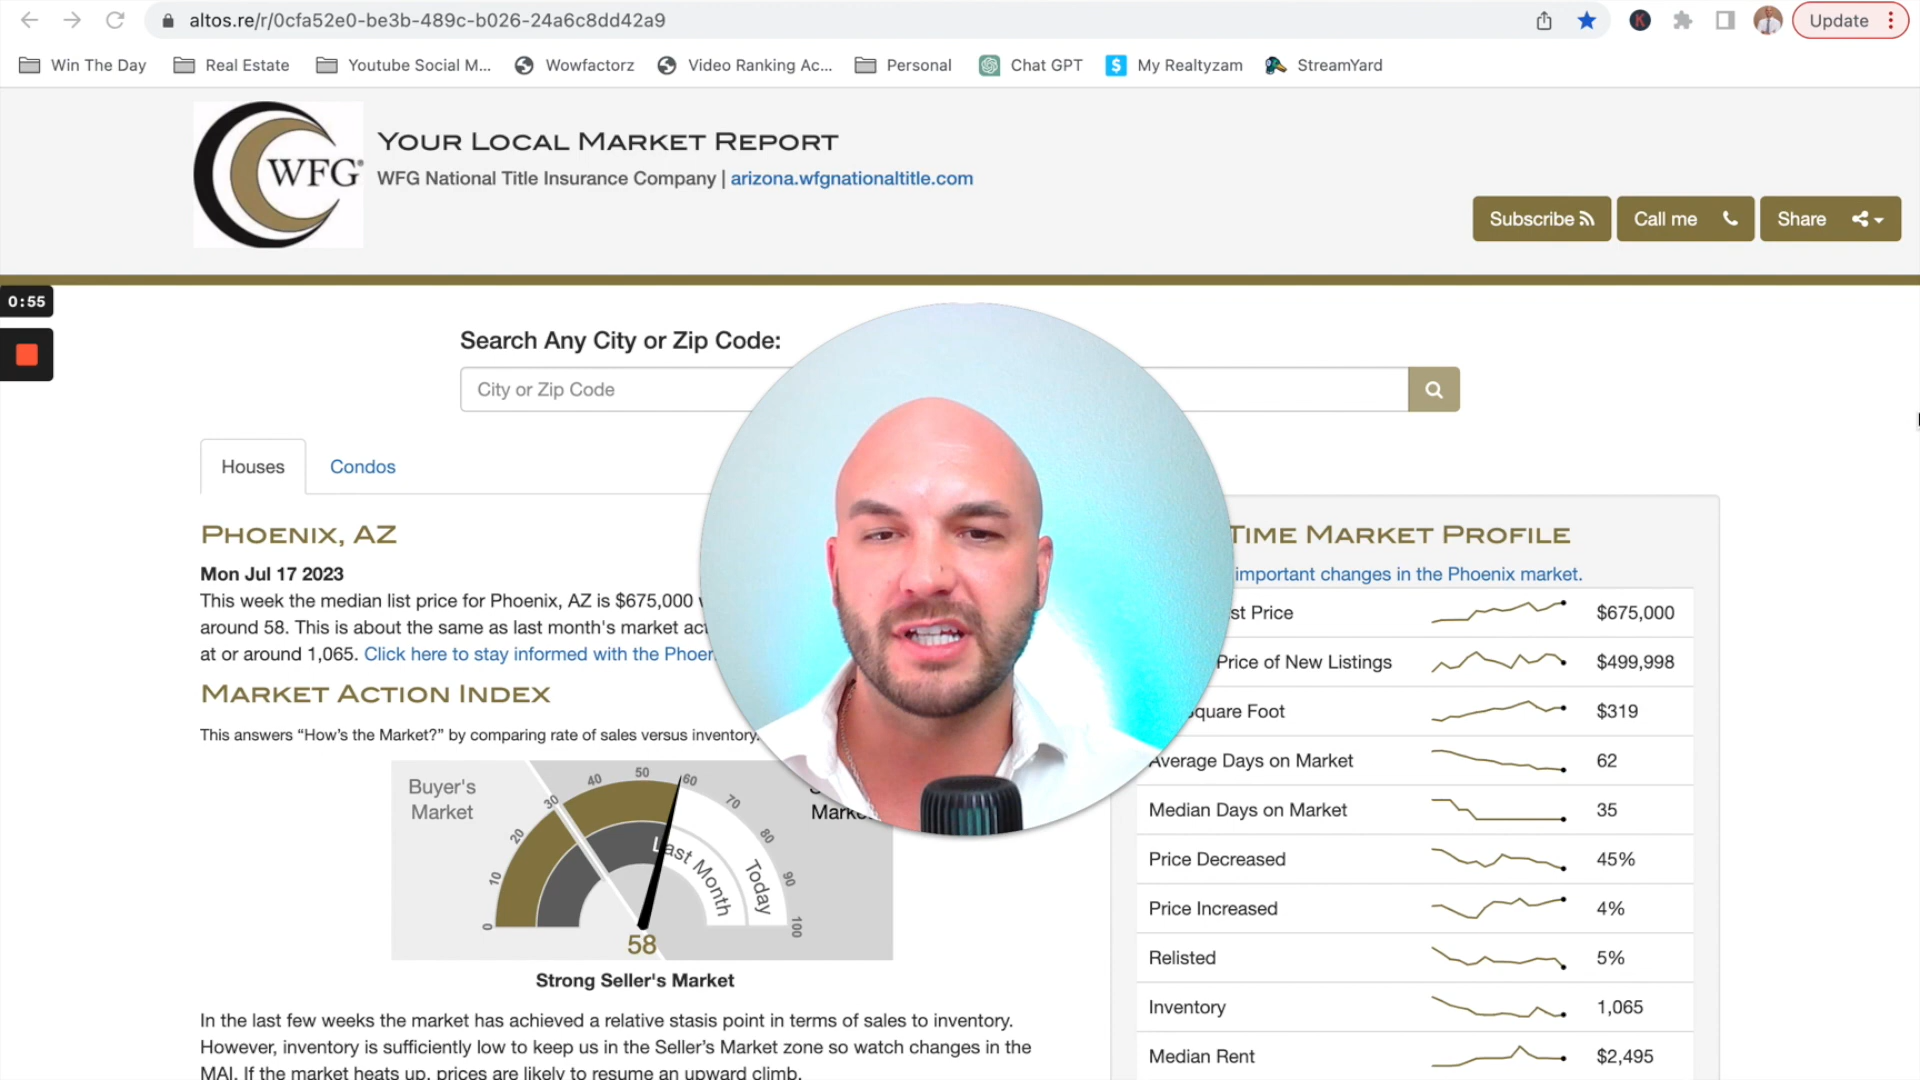 altos.re/r/0cfa52e0-be3b-489c-b026-24a6c8dd42a9
Update
Win The Day
Real Estate
Youtube Social M...
Wowfactorz
Video Ranking Ac...
Personal
Chat GPT
My Realtyzam
StreamYard
WFG®
YOUR LOCAL MARKET REPORT
WFG National Title Insurance Company | arizona.wfgnationaltitle.com
Subscribe
Call me
Share
0:55
Search Any City or Zip Code:
City or Zip Code
Houses
Condos
PHOENIX, AZ
Mon Jul 17 2023
This week the median list price for Phoenix, AZ is $675,000
around 58. This is about the same as last month's market
at or around 1,065. Click here to stay informed with the
MARKET ACTION INDEX
This answers “How’s the Market?” by comparing rate of sales versus inventory.
Buyer's
Market
Market
0
10
20
30
40
50
60
70
80
90
100
Last Month
Today
58
Strong Seller's Market
In the last few weeks the market has achieved a relative stasis point in terms of sales to inventory.
However, inventory is sufficiently low to keep us in the Seller’s Market zone so watch changes in the
MAI. If the market heats up, prices are likely to resume an upward climb.
TIME MARKET PROFILE
important changes in the Phoenix market.
Price $675,000
Price of New Listings $499,998
Square Foot $319
Average Days on Market 62
Median Days on Market 35
Price Decreased 45%
Price Increased 4%
Relisted 5%
Inventory 1,065
Median Rent $2,495